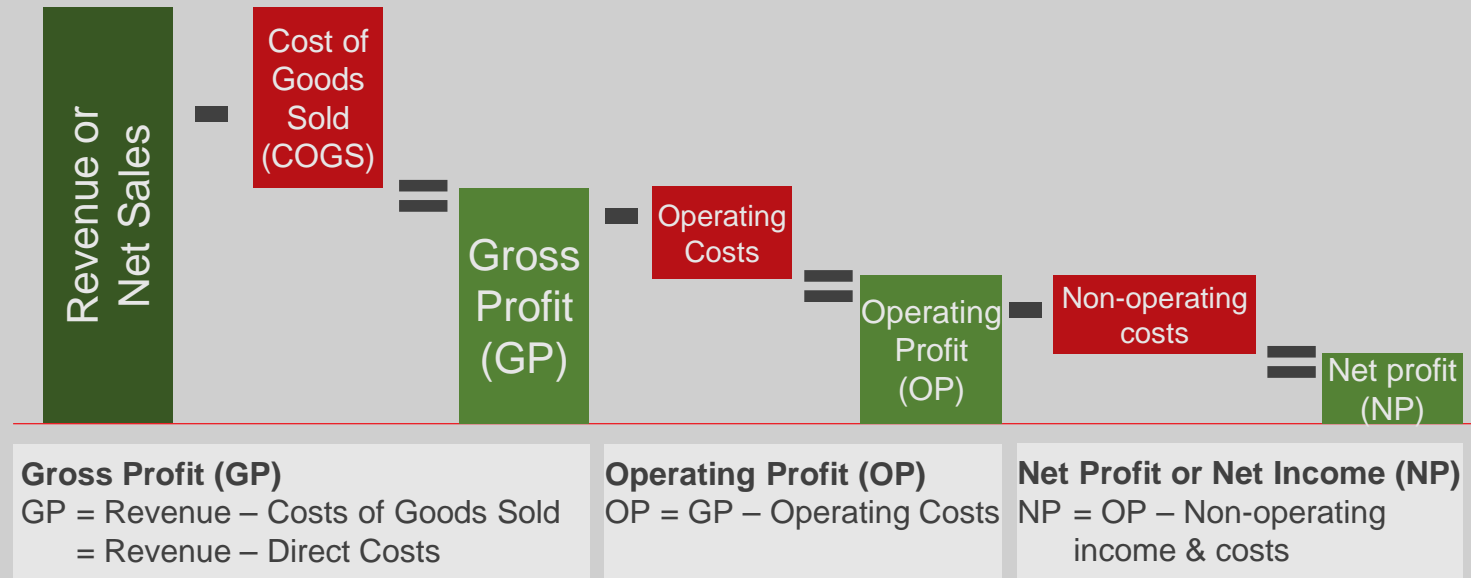 Revenue or
Net Sales
-
Cost of
Goods
Sold
(COGS)
=
Gross
Profit
(GP)
-
Operating
Costs
=
Operating
Profit
(OP)
-
Non-operating
costs
=
Net profit
(NP)
Gross Profit (GP)
GP = Revenue – Costs of Goods Sold
= Revenue – Direct Costs
Operating Profit (OP)
OP = GP – Operating Costs
Net Profit or Net Income (NP)
NP = OP – Non-operating
income & costs